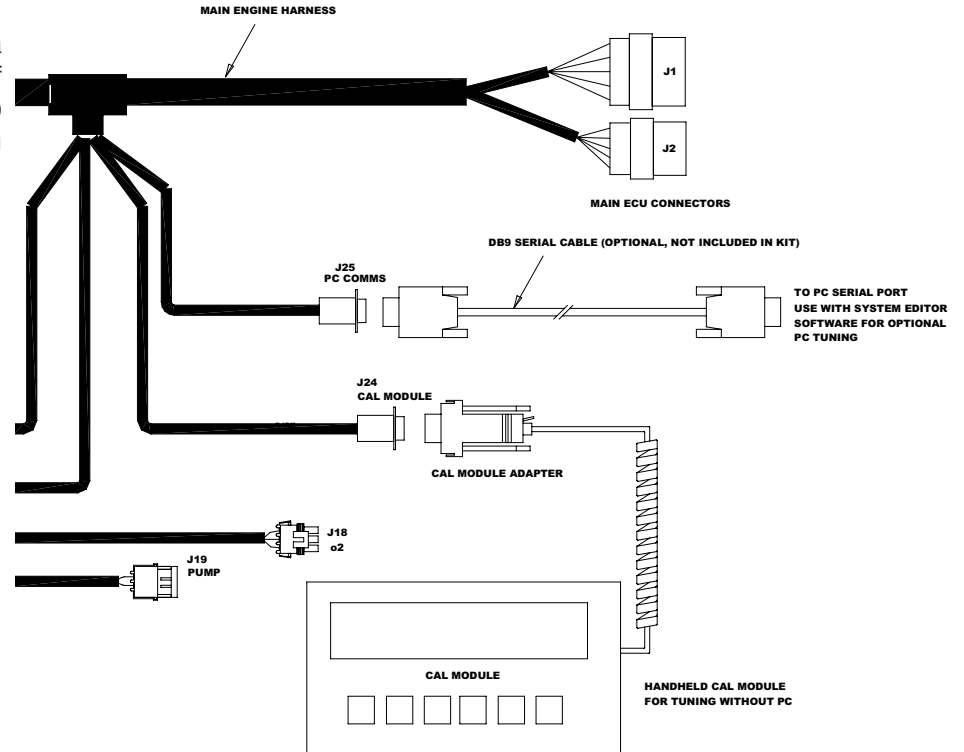 MAIN ENGINE HARNESS
J1
J2
MAIN ECU CONNECTORS
DB9 SERIAL CABLE (OPTIONAL, NOT INCLUDED IN KIT)
J25
PC COMMS
TO PC SERIAL PORT
USE WITH SYSTEM EDITOR
SOFTWARE FOR OPTIONAL
PC TUNING
J24
CAL MODULE
CAL MODULE ADAPTER
J18
o2
J19
PUMP
CAL MODULE
HANDHELD CAL MODULE
FOR TUNING WITHOUT PC